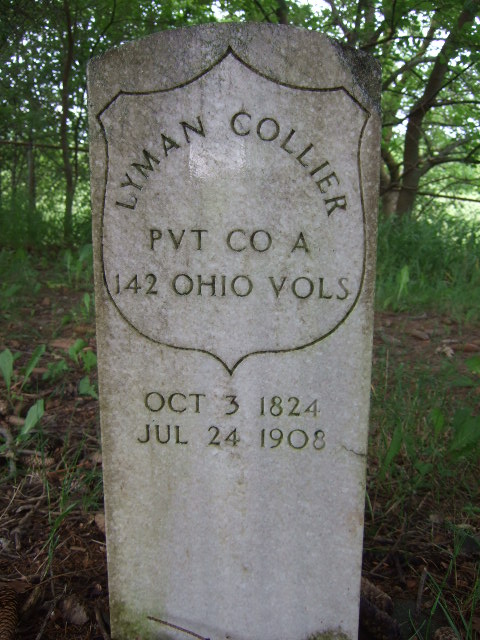 LYMAN COLLIER
PVT CO A
142 OHIO VOLS
OCT 3 1824
JUL 24 1908